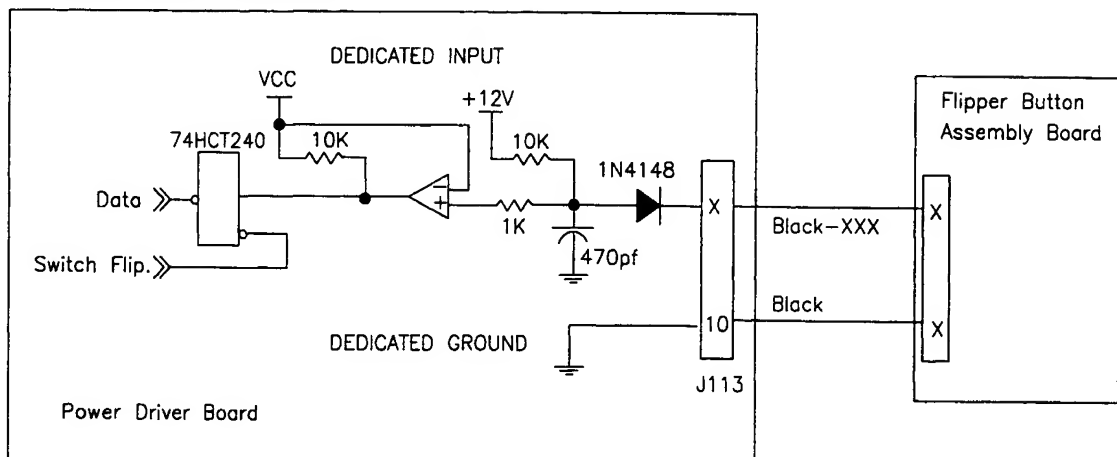 DEDICATED INPUT
VCC
+12V
Flipper Button
Assembly Board
74HCT240
10K
10K
1N4148
Data
−
+
X
X
1K
Black-XXX
470pf
Switch Flip.
Black
10
X
DEDICATED GROUND
J113
Power Driver Board